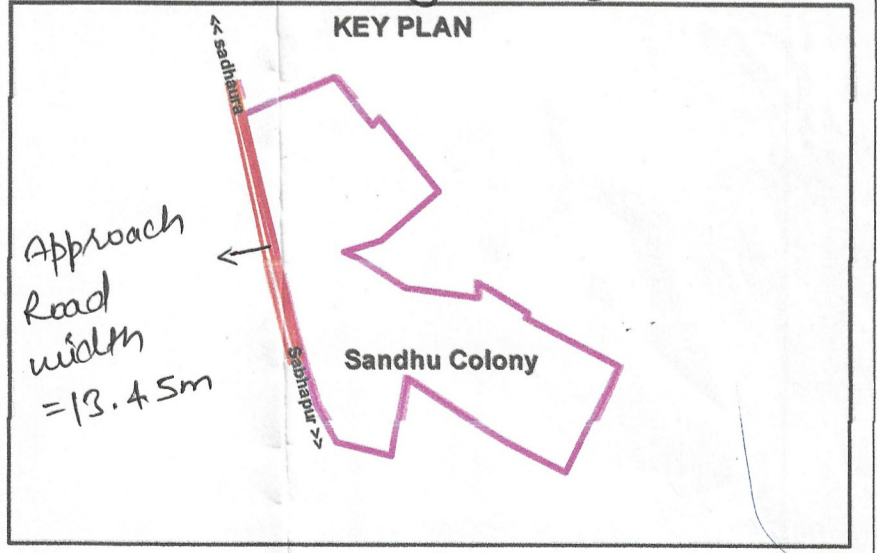 KEY PLAN
<< sadhaura
Approach
Road
width
=13.45m
Sandhu Colony
Sabhapur >>